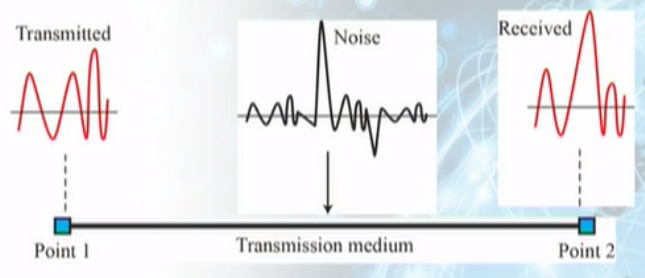 Transmitted
Noise
Received
Point 1
Transmission medium
Point 2